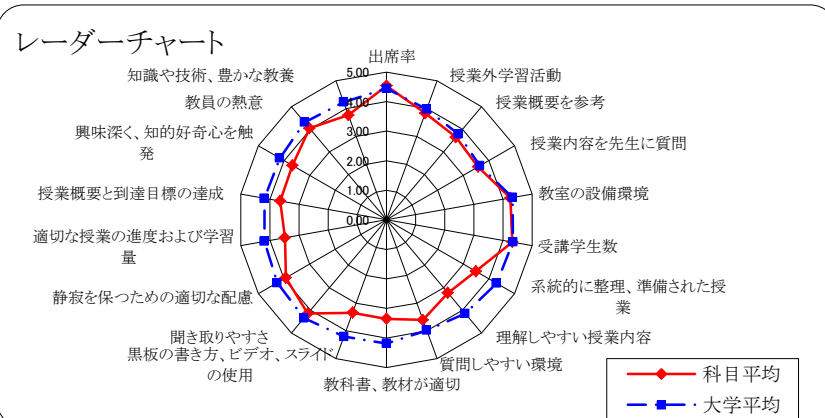 レーダーチャート
出席率
授業外学習活動
授業概要を参考
授業内容を先生に質問
教室の設備環境
受講学生数
系統的に整理、準備された授
業
理解しやすい授業内容
質問しやすい環境
教科書、教材が適切
黒板の書き方、ビデオ、スライド
の使用
聞き取りやすさ
静寂を保つための適切な配慮
適切な授業の進度および学習
量
授業概要と到達目標の達成
興味深く、知的好奇心を触
発
教員の熱意
知識や技術、豊かな教養
5.00
4.00
3.00
2.00
1.00
0.00
科目平均
大学平均